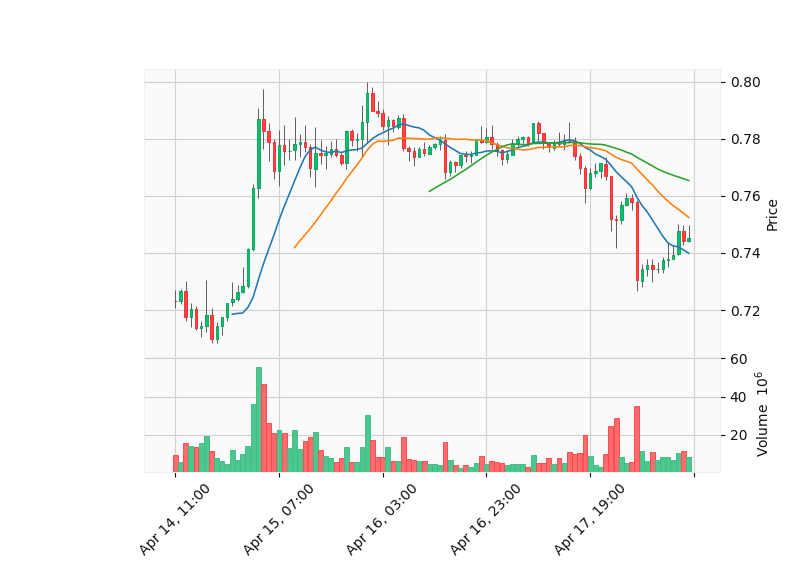 0.80
0.78
0.76
0.74
0.72
Price
60
40
20
Volume 10^6
Apr 14, 11:00
Apr 15, 07:00
Apr 16, 03:00
Apr 16, 23:00
Apr 17, 19:00